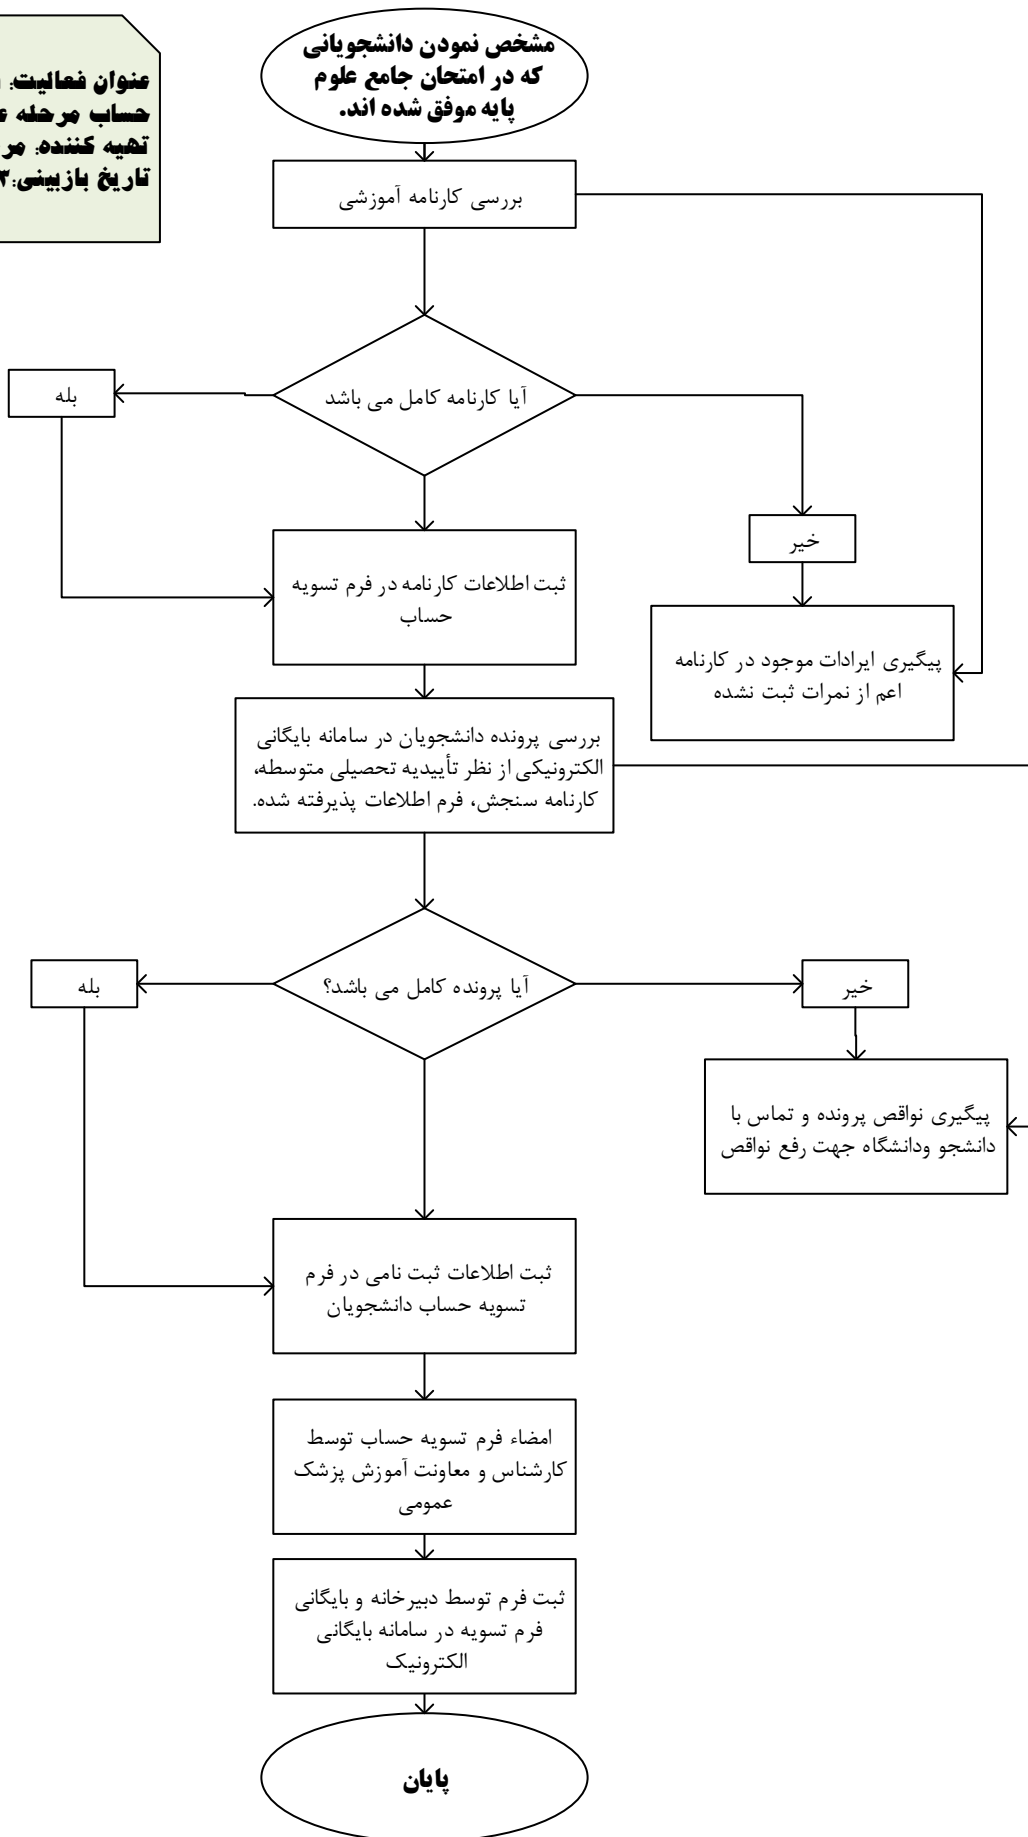 عنوان فعالیت:
حساب مرحله
تهیه کننده:
تاریخ بازبینی:
مشخص نمودن دانشجویانی
که در امتحان جامع علوم
پایه موفق شده اند.
بررسی کارنامه آموزشی
آیا کارنامه کامل می باشد
بله
خیر
ثبت اطلاعات کارنامه در فرم تسویه
حساب
پیگیری ایرادات موجود در کارنامه
اعم از نمرات ثبت نشده
بررسی پرونده دانشجویان در سامانه بایگانی
الکترونیکی از نظر تأییدیه تحصیلی متوسطه،
کارنامه سنجش، فرم اطلاعات پذیرفته شده.
آیا پرونده کامل می باشد؟
بله
خیر
پیگیری نواقص پرونده و تماس با
دانشجو ودانشگاه جهت رفع نواقص
ثبت اطلاعات ثبت نامی در فرم
تسویه حساب دانشجویان
امضاء فرم تسویه حساب توسط
کارشناس و معاونت آموزش پزشک
عمومی
ثبت فرم توسط دبیرخانه و بایگانی
فرم تسویه در سامانه بایگانی
الکترونیک
پایان